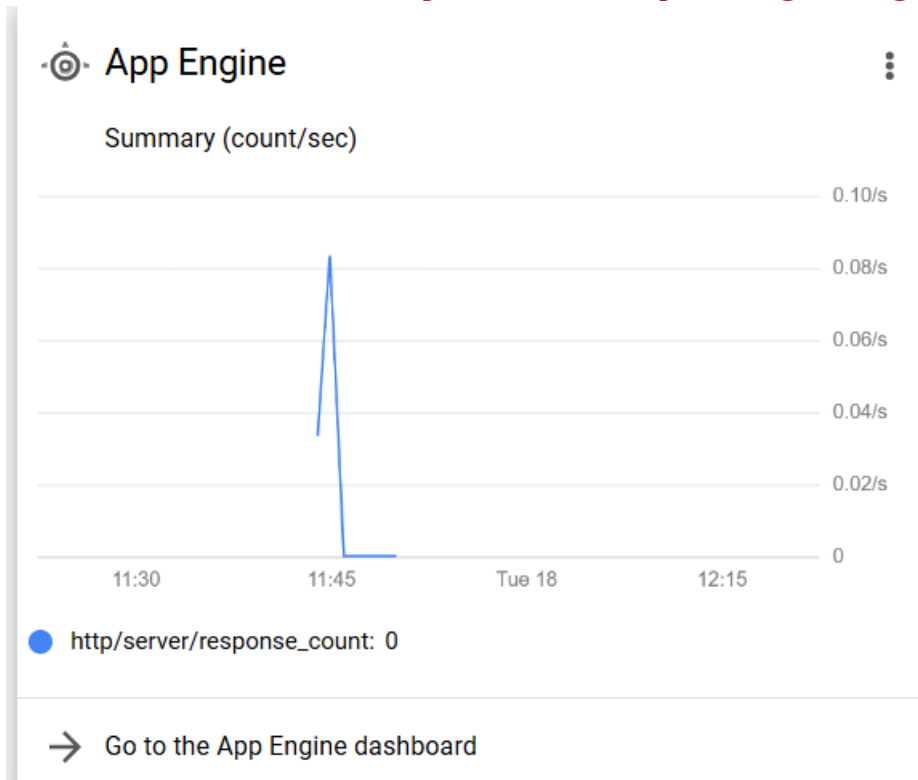 App Engine
Summary (count/sec)
0.10/s
0.08/s
0.06/s
0.04/s
0.02/s
0
11:30 11:45 Tue 18 12:15
http/server/response_count: 0
Go to the App Engine dashboard